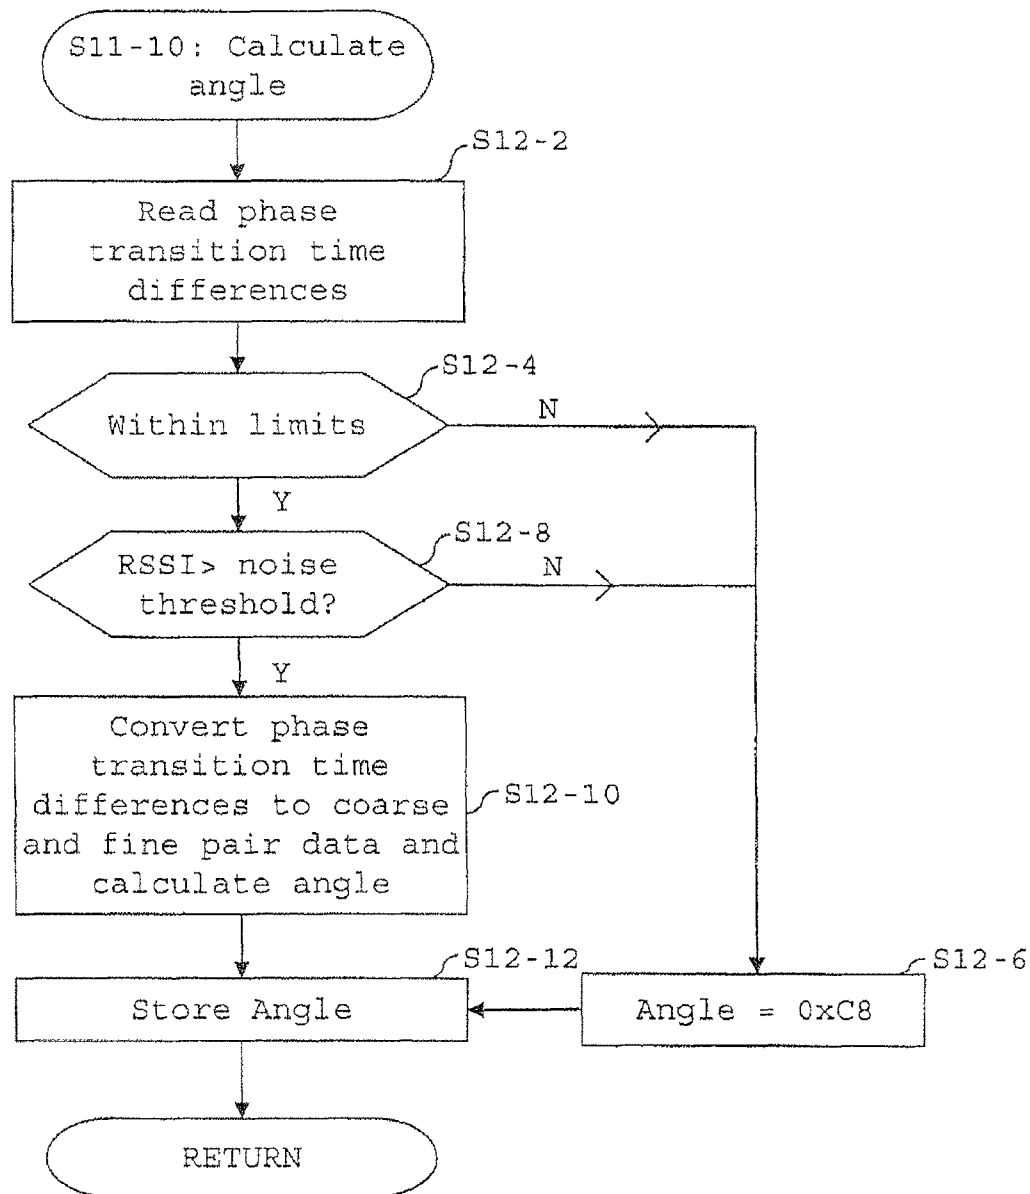 S11-10: Calculate
angle
S12-2
Read phase
transition time
differences
S12-4
Within limits
N
Y
S12-8
RSSI> noise
threshold?
N
Y
Convert phase
transition time
differences to coarse
and fine pair data and
calculate angle
S12-10
S12-12
Store Angle
S12-6
Angle = 0xC8
RETURN